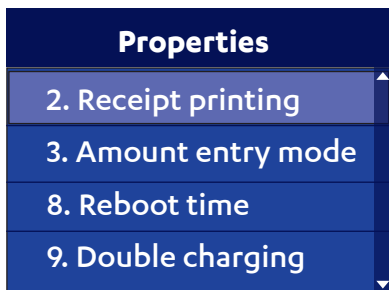 Properties
2. Receipt printing
3. Amount entry mode
8. Reboot time
9. Double charging